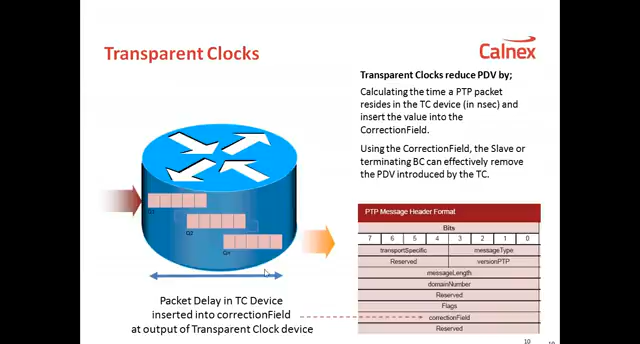 Transparent Clocks
Calnex
Transparent Clocks reduce PDV by;
Calculating the time a PTP packet
resides in the TC device (in nsec) and
insert the value into the
CorrectionField.
Using the CorrectionField, the Slave or
terminating BC can effectively remove
the PDV introduced by the TC.
Packet Delay in TC Device
inserted into correctionField
at output of Transparent Clock device
PTP Message Header Format
Bits
7 6 5 4 3 2 1 0
transportSpecific messageType
Reserved versionPTP
messageLength
domainNumber
Reserved
Flags
correctionField
Reserved
10